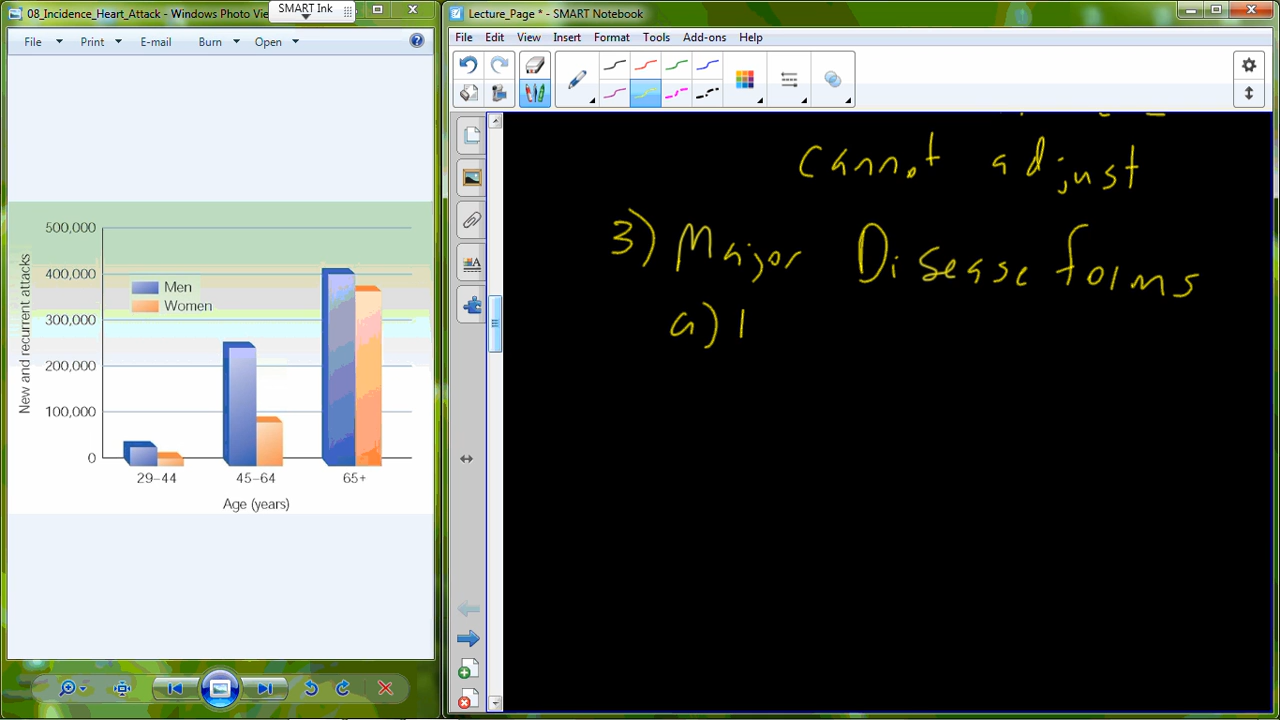 08_Incidence_Heart_Attack - Windows Photo Vie
SMART Ink
File Print E-mail Burn Open
New and recurrent attacks
500,000
400,000
300,000
200,000
100,000
0
Men
Women
29–44 45–64 65+
Age (years)
Lecture_Page * - SMART Notebook
File Edit View Insert Format Tools Add-ons Help
cannot adjust
3) Major Disease forms
a)